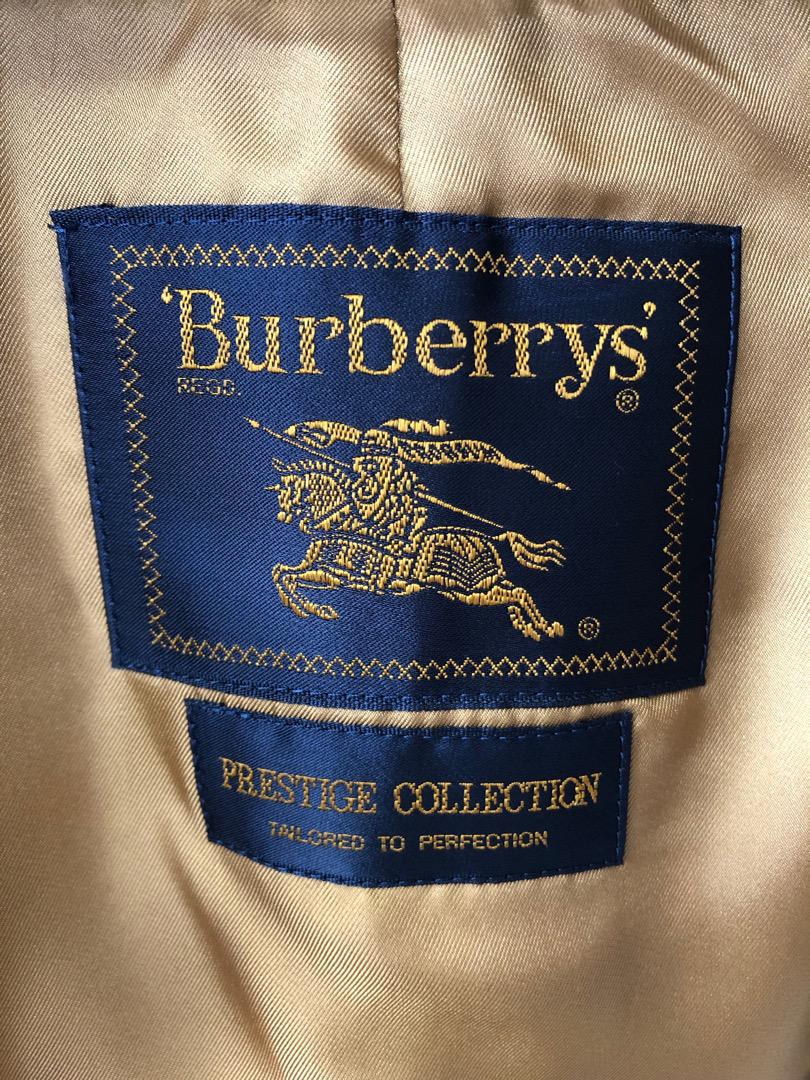 ‘Burberrys’
REGD.
®
®
PRESTIGE COLLECTION
TAILORED TO PERFECTION